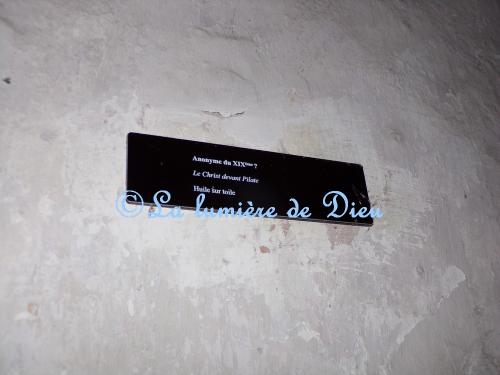 Anonyme du XIXème ?
Le Christ devant Pilate
Huile sur toile
©La lumière de Dieu